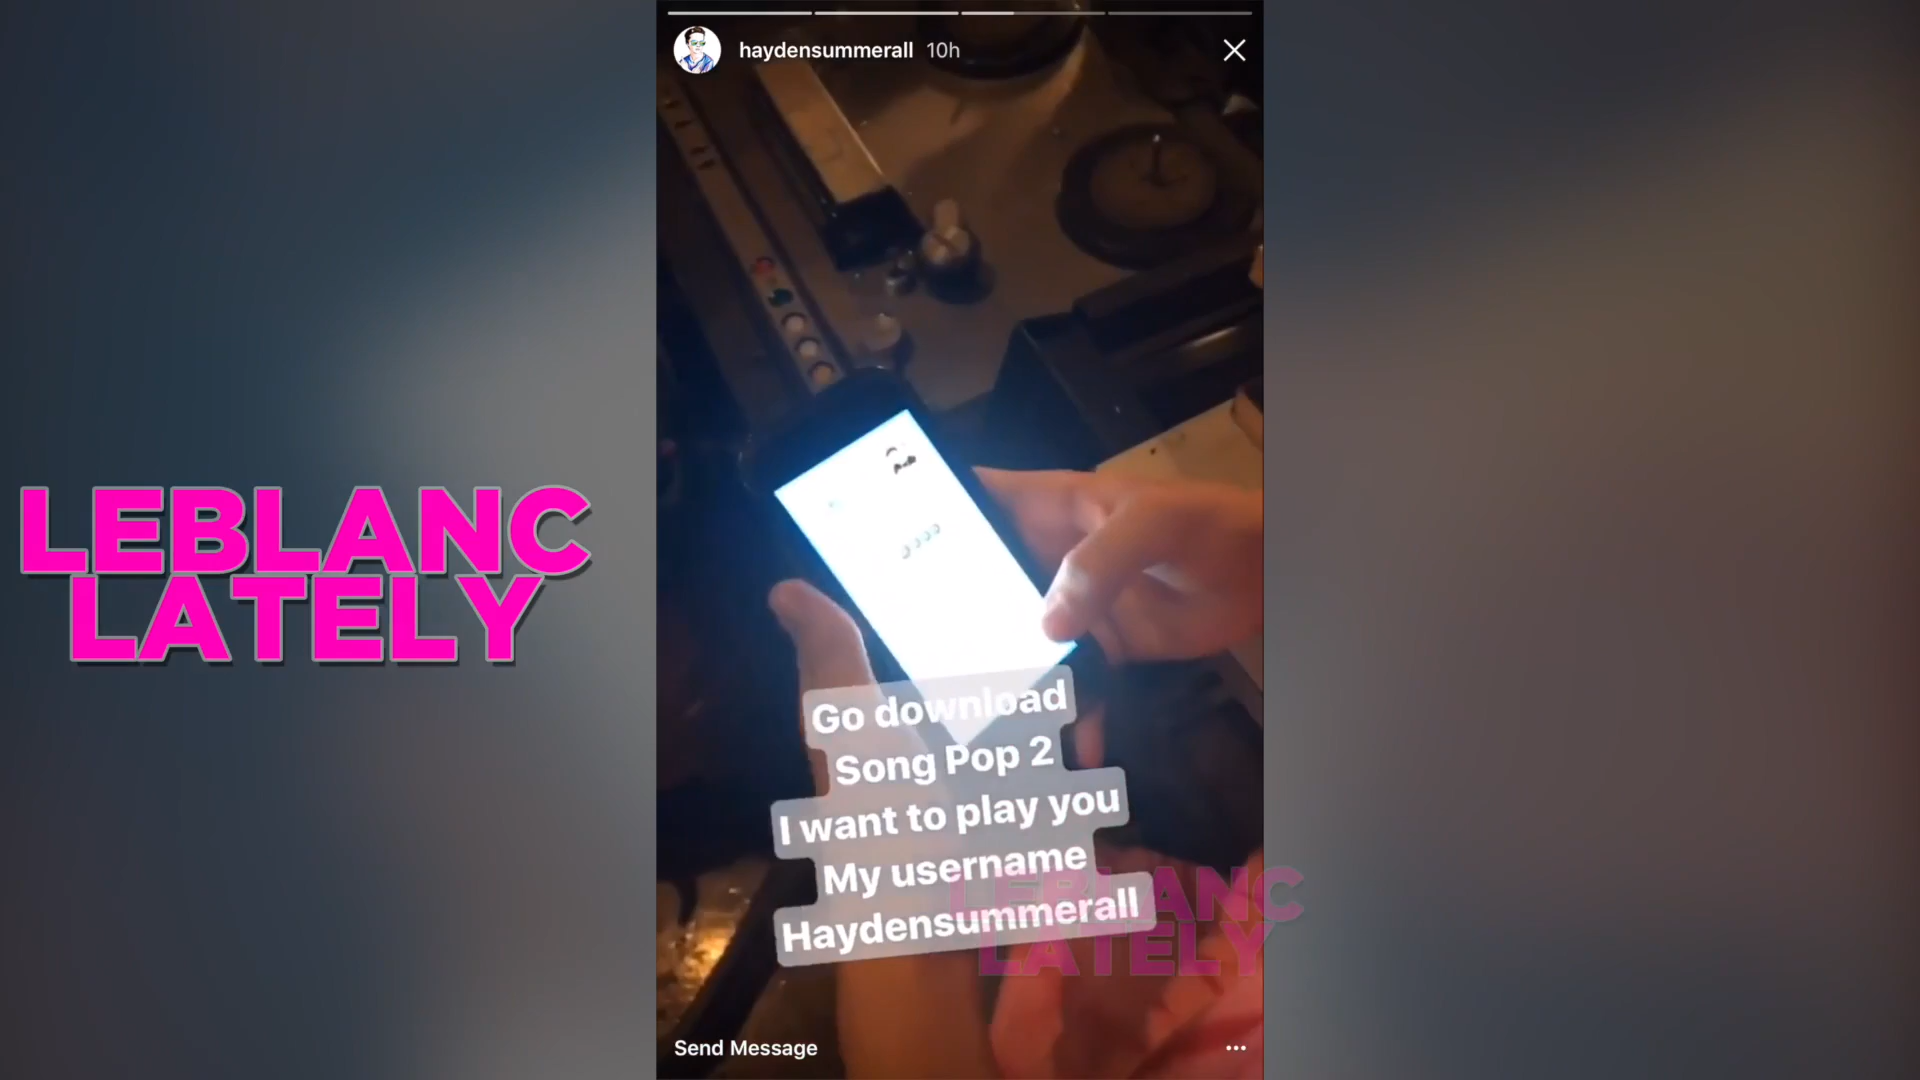 haydensummerall 10h
LEBLANC
LATELY
Go download
Song Pop 2
I want to play you
My username
Haydensummerall
LEBLANC
LATELY
Send Message